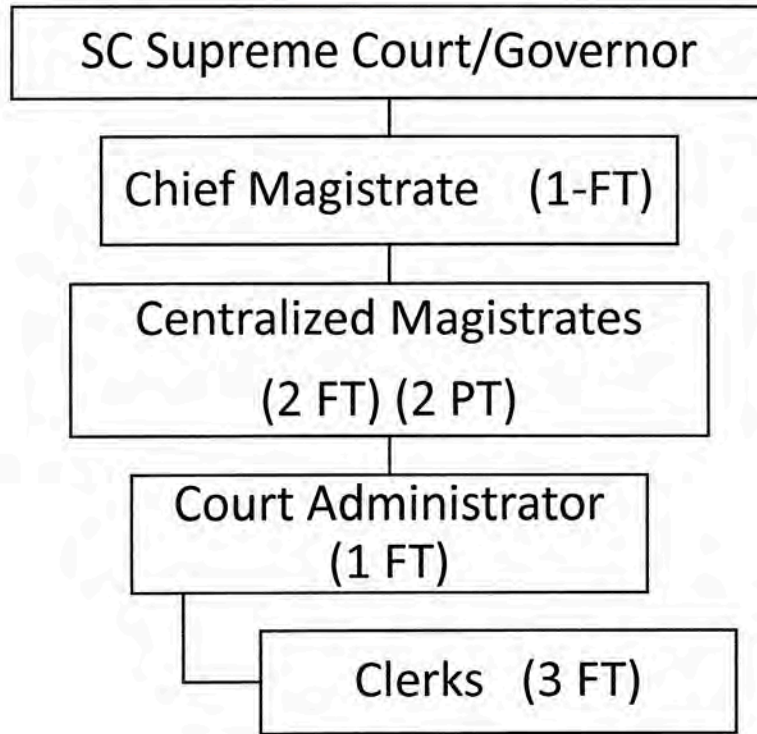 SC Supreme Court/Governor
Chief Magistrate (1-FT)
Centralized Magistrates
(2 FT) (2 PT)
Court Administrator
(1 FT)
Clerks (3 FT)